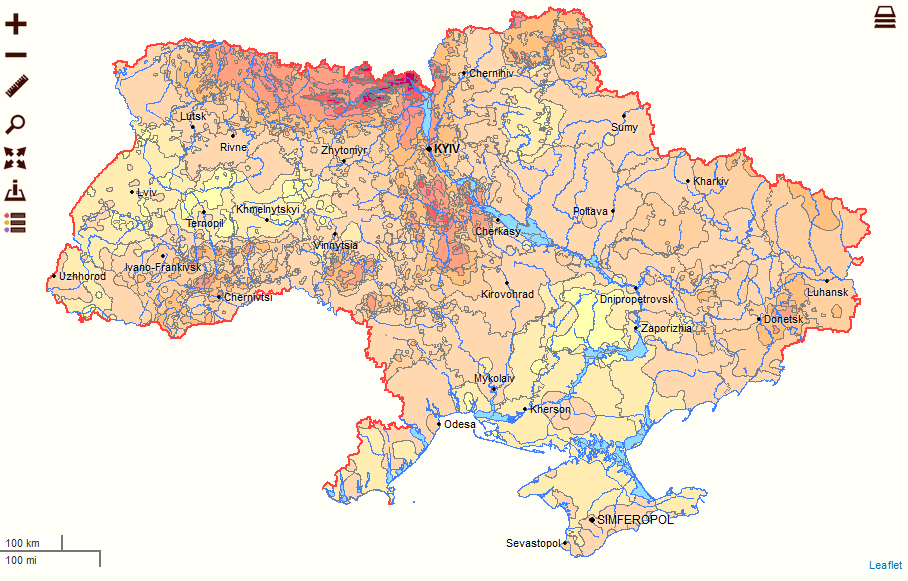 Chernihiv
Lutsk
Sumy
Rivne
Zhytomyr
KYIV
Kharkiv
Lviv
Khmelnytskyi
Ternopil
Poltava
Cherkasy
Vinnytsia
Ivano-Frankivsk
Uzhhorod
Chernivtsi
Kirovohrad
Dnipropetrovsk
Luhansk
Donetsk
Zaporizhia
Mykolaiv
Kherson
Odesa
SIMFEROPOL
Sevastopol
100 km
100 mi
Leaflet